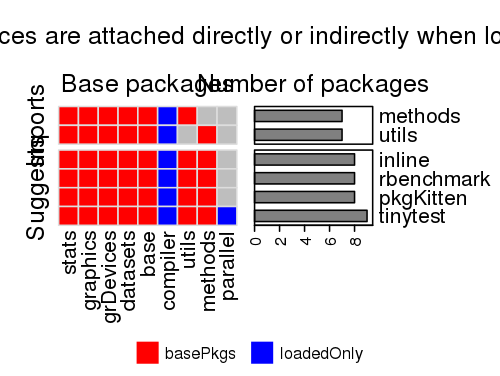 ces are attached directly or indirectly when lo
Base packages
Number of packages
Imports
Suggests
methods
utils
inline
rbenchmark
pkgKitten
tinytest
stats
graphics
grDevices
datasets
base
compiler
utils
methods
parallel
0 2 4 6 8
basePkgs
loadedOnly